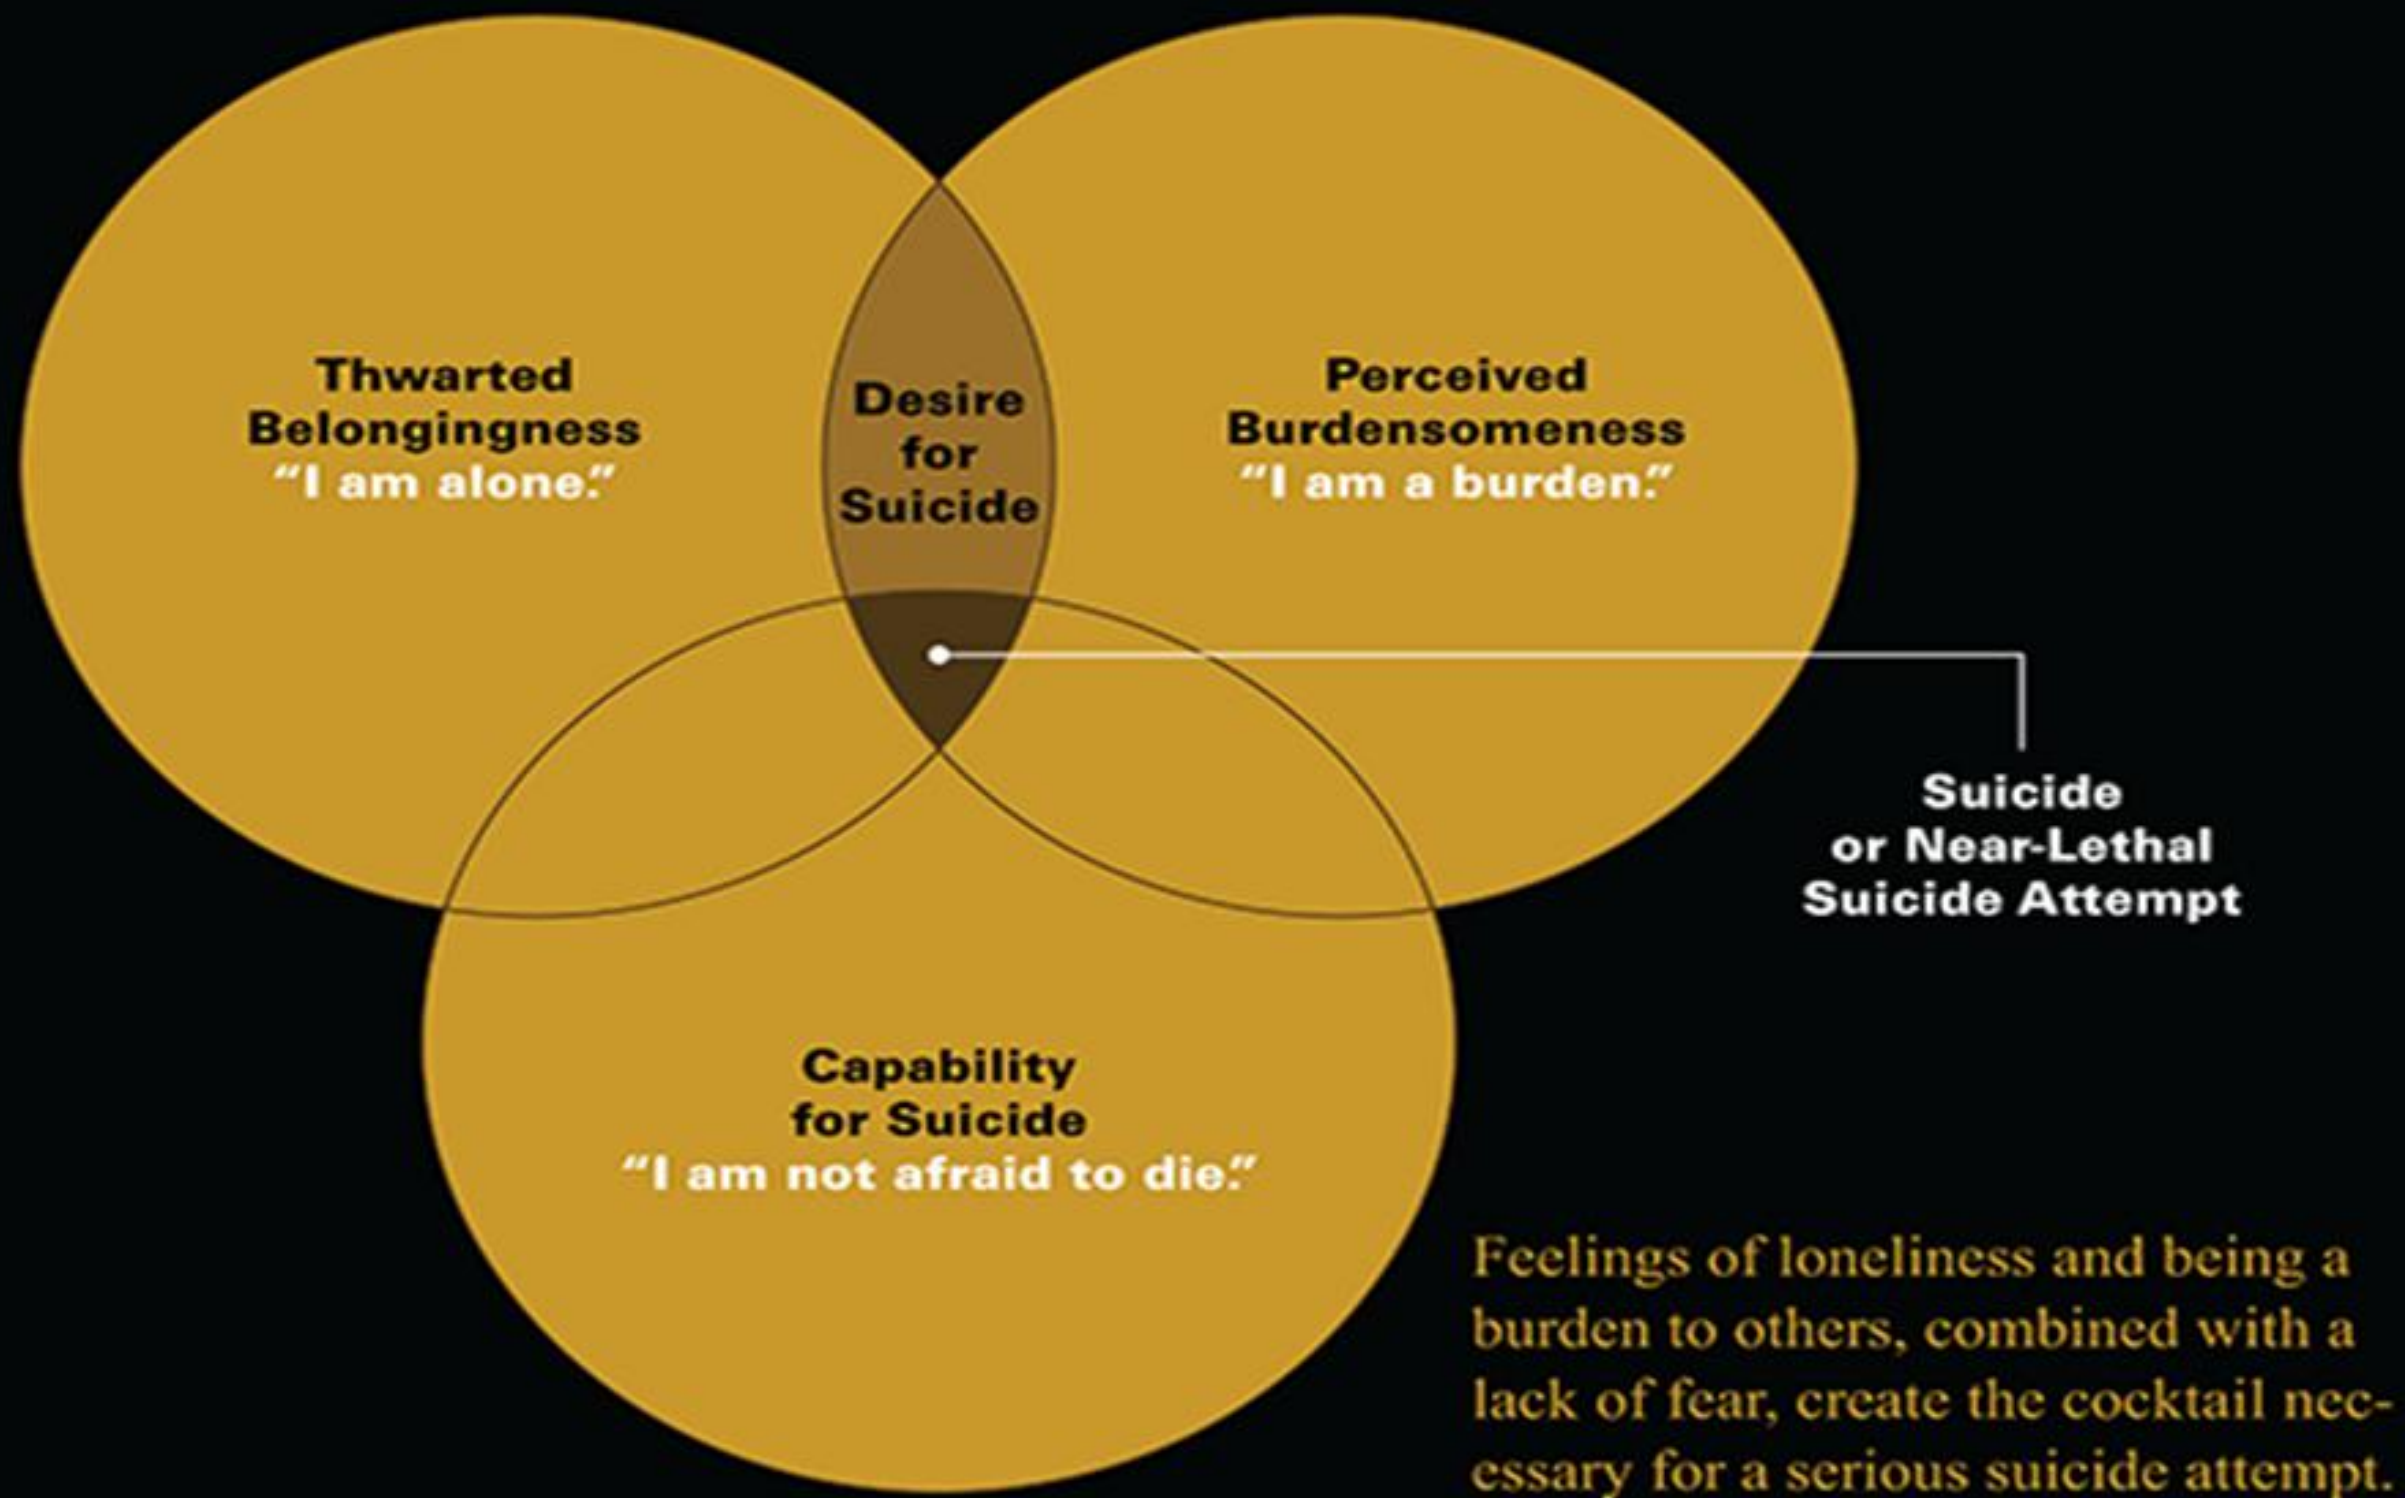 Thwarted
Belongingness
“I am alone.”
Desire
for
Suicide
Perceived
Burdensomeness
“I am a burden.”
Suicide
or Near-Lethal
Suicide Attempt
Capability
for Suicide
“I am not afraid to die.”
Feelings of loneliness and being a
burden to others, combined with a
lack of fear, create the cocktail nec-
essary for a serious suicide attempt.